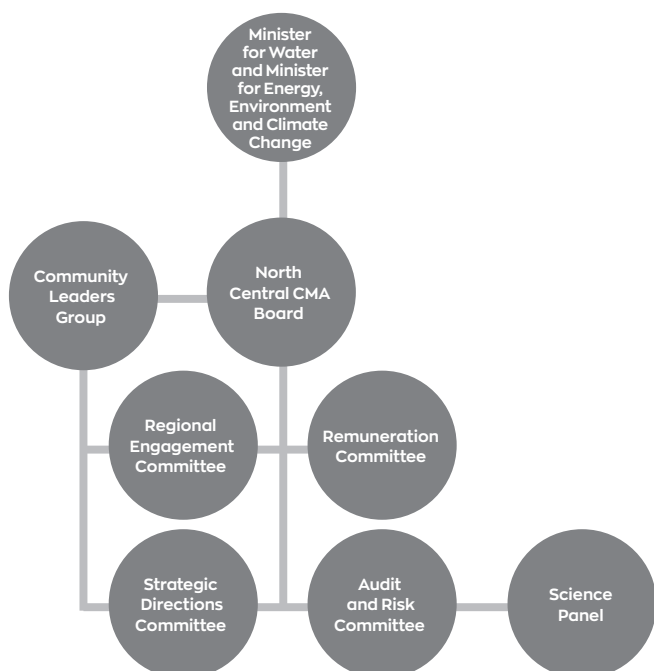 Minister
for Water
and Minister
for Energy,
Environment
and Climate
Change
Community
Leaders
Group
North
Central CMA
Board
Regional
Engagement
Committee
Remuneration
Committee
Strategic
Directions
Committee
Audit
and Risk
Committee
Science
Panel